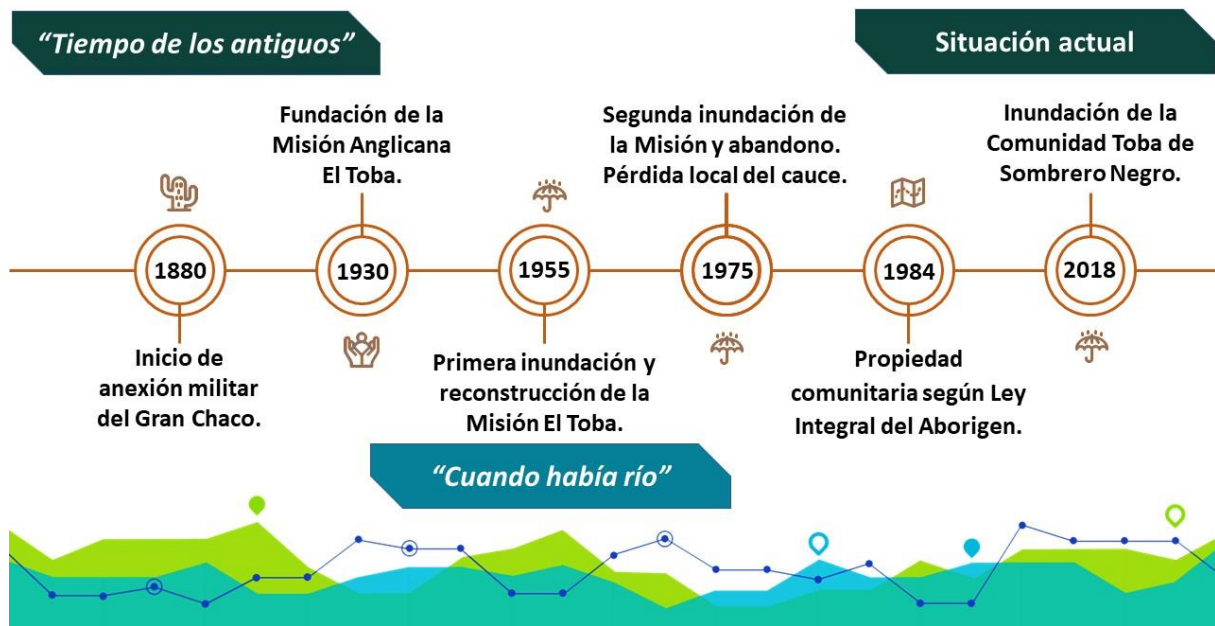 “Tiempo de los antiguos”
Situación actual
Fundación de la
Misión Anglicana
El Toba.
Segunda inundación de
la Misión y abandono.
Pérdida local del cauce.
Inundación de la
Comunidad Toba de
Sombrero Negro.
1880
1930
1955
1975
1984
2018
Inicio de
anexión militar
del Gran Chaco.
Primera inundación y
reconstrucción de la
Misión El Toba.
Propiedad
comunitaria según Ley
Integral del Aborigen.
“Cuando había río”